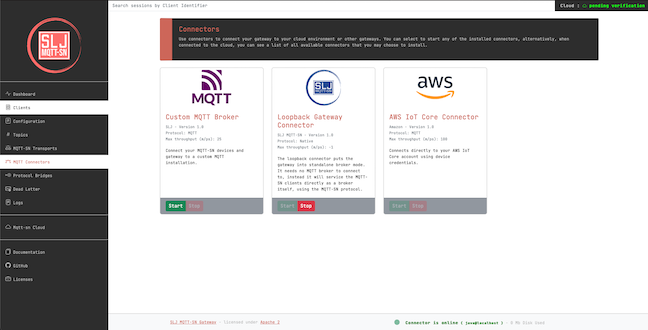 Search sessions by Client Identifier
Cloud : pending verification
SLJ
MQTT-SN
Dashboard
Clients
Configuration
Topics
MQTT-SN Transports
MQTT Connectors
Protocol Bridges
Dead Letter
Logs
Mqtt-sn Cloud
Documentation
GitHub
Licenses
Connectors
Use connectors to connect your gateway to your cloud environment or other gateways. You can select to start any of the installed connectors, alternatively, when
connected to the cloud, you can see a list of all available connectors that you may choose to install.
MQTT
Custom MQTT Broker
SLJ - Version 1.0
Protocol: MQTT
Connect your MQTT-SN devices and
gateway to a custom MQTT
installation.
Start Stop
SLJ
MQTT-SN
Loopback Gateway
Connector
SLJ MQTT-SN - Version 1.0
Protocol: Native
Max throughput (m/ps): -1
The loopback connector puts the
gateway into standalone broker mode.
It needs no MQTT broker to connect
to, instead it will service the MQTT-
SN clients directly as a broker
itself, using the MQTT-SN protocol.
Start Stop
aws
AWS IoT Core Connector
Amazon - Version 1.0
Protocol: MQTT
Max throughput (m/ps): 100
Connects directly to your AWS IoT
Core account using device
credentials.
Start Stop
SLJ MQTT-SN Gateway - licensed under Apache 2
Connector is online ( java@localhost ) - 0 Mb Disk Used